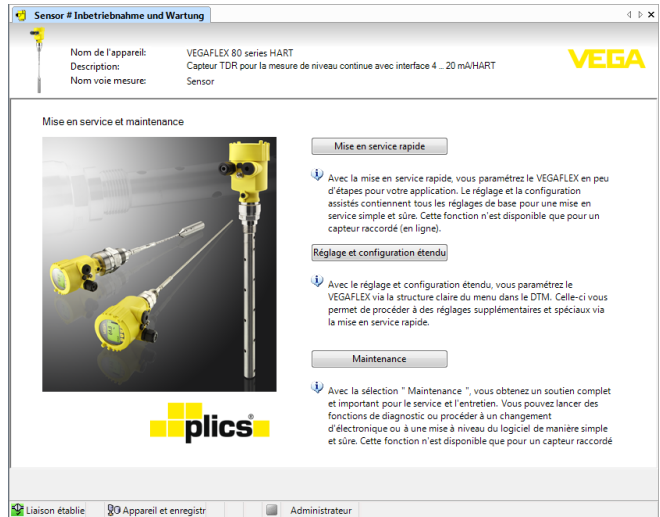 Sensor # Inbetriebnahme und Wartung
Nom de l'appareil: VEGAFLEX 80 series HART
Description: Capteur TDR pour la mesure de niveau continue avec interface 4 .. 20 mA/HART
Nom voie mesure: Sensor
VEGA
Mise en service et maintenance
Mise en service rapide
Avec la mise en service rapide, vous paramétrez le VEGAFLEX en peu
d'étapes pour votre application. Le réglage et la configuration
assistés contiennent tous les réglages de base pour une mise en
service simple et sûre. Cette fonction n'est disponible que pour un
capteur raccordé (en ligne).
Réglage et configuration étendu
Avec le réglage et configuration étendu, vous paramétrez le
VEGAFLEX via la structure claire du menu dans le DTM. Celle-ci vous
permet de procéder à des réglages supplémentaires et spéciaux via
la mise en service rapide.
Maintenance
Avec la sélection " Maintenance ", vous obtenez un soutien complet
et important pour le service et l'entretien. Vous pouvez lancer des
fonctions de diagnostic ou procéder à un changement
d'électronique ou à une mise à niveau du logiciel de manière simple
et sûre. Cette fonction n'est disponible que pour un capteur raccordé
plics®
Liaison établie Appareil et enregistr Administrateur